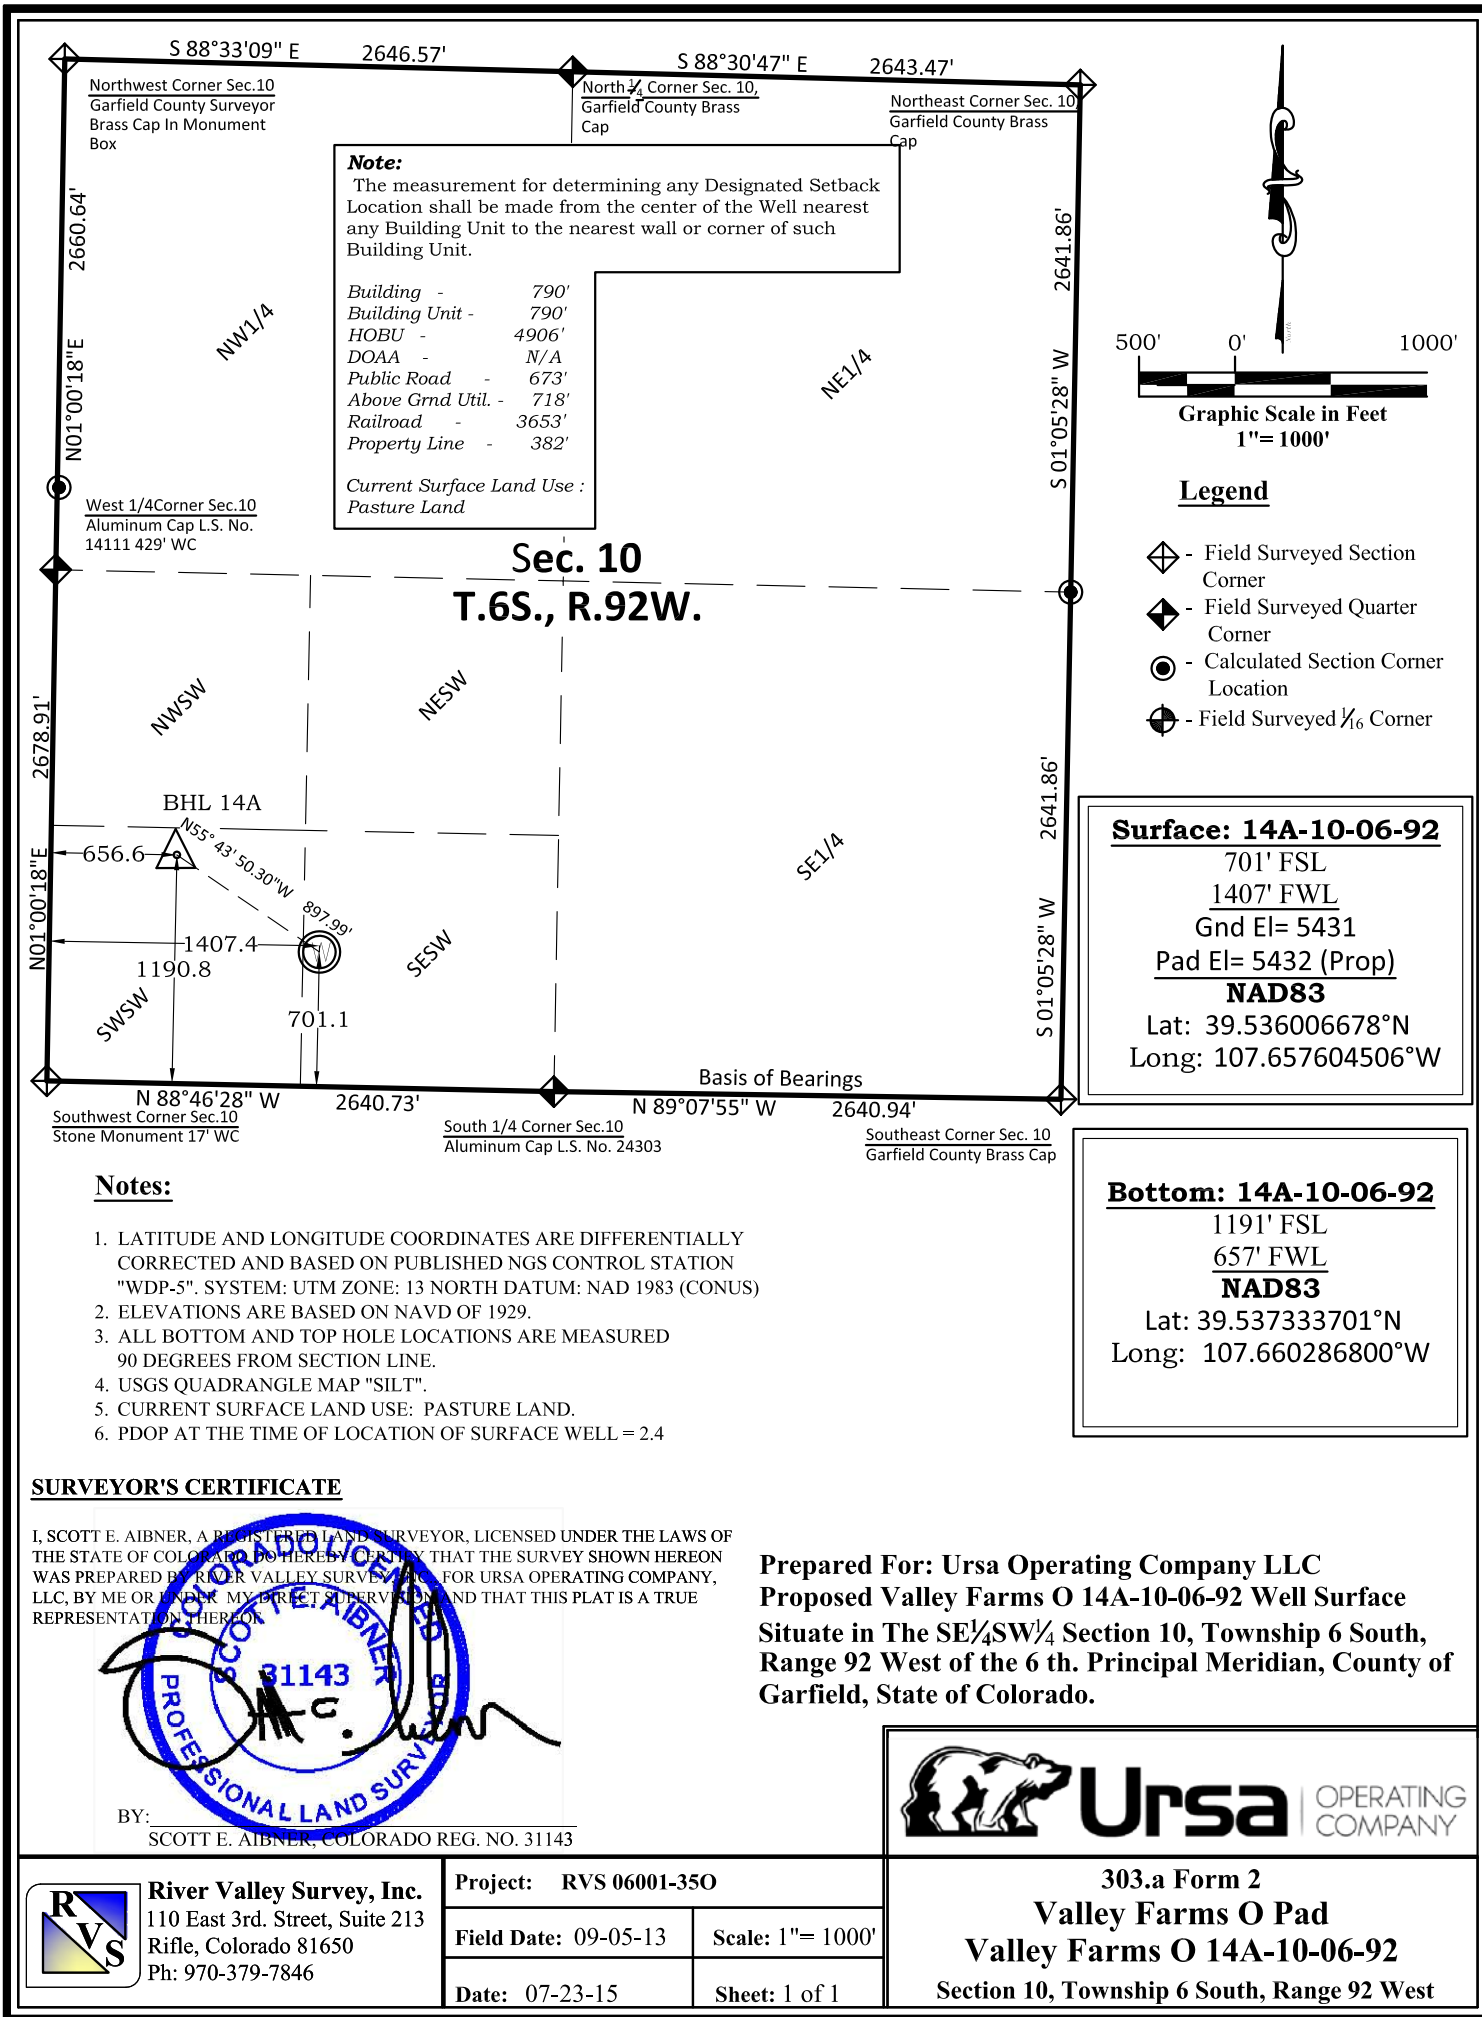 S 88°33'09" E 2646.57'
S 88°30'47" E 2643.47'
Northwest Corner Sec.10
Garfield County Surveyor
Brass Cap In Monument
Box
North 1/4 Corner Sec. 10,
Garfield County Brass
Cap
Northeast Corner Sec. 10,
Garfield County Brass
Cap
Note:
The measurement for determining any Designated Setback
Location shall be made from the center of the Well nearest
any Building Unit to the nearest wall or corner of such
Building Unit.
Building - 790'
Building Unit - 790'
HOBU - 4906'
DOAA - N/A
Public Road - 673'
Above Grnd Util. - 718'
Railroad - 3653'
Property Line - 382'
Current Surface Land Use :
Pasture Land
N01°00'18"E 2660.64'
NW1/4
NE1/4
S 01°05'28" W 2641.86'
West 1/4Corner Sec.10
Aluminum Cap L.S. No.
14111 429' WC
Sec. 10
T.6S., R.92W.
NWSW
NESW
N01°00'18"E 2678.91'
BHL 14A
656.6
N55°43'50.30"W 897.99'
1407.4
1190.8
W
701.1
SWSW
SESW
SE1/4
S 01°05'28" W 2641.86'
N 88°46'28" W 2640.73'
Basis of Bearings
N 89°07'55" W 2640.94'
Southwest Corner Sec.10
Stone Monument 17' WC
South 1/4 Corner Sec.10
Aluminum Cap L.S. No. 24303
Southeast Corner Sec. 10
Garfield County Brass Cap
North
500' 0' 1000'
Graphic Scale in Feet
1"= 1000'
Legend
- Field Surveyed Section
Corner
- Field Surveyed Quarter
Corner
- Calculated Section Corner
Location
- Field Surveyed 1/16 Corner
Surface: 14A-10-06-92
701' FSL
1407' FWL
Gnd El= 5431
Pad El= 5432 (Prop)
NAD83
Lat: 39.536006678°N
Long: 107.657604506°W
Bottom: 14A-10-06-92
1191' FSL
657' FWL
NAD83
Lat: 39.537333701°N
Long: 107.660286800°W
Notes:
1. LATITUDE AND LONGITUDE COORDINATES ARE DIFFERENTIALLY
CORRECTED AND BASED ON PUBLISHED NGS CONTROL STATION
"WDP-5". SYSTEM: UTM ZONE: 13 NORTH DATUM: NAD 1983 (CONUS)
2. ELEVATIONS ARE BASED ON NAVD OF 1929.
3. ALL BOTTOM AND TOP HOLE LOCATIONS ARE MEASURED
90 DEGREES FROM SECTION LINE.
4. USGS QUADRANGLE MAP "SILT".
5. CURRENT SURFACE LAND USE: PASTURE LAND.
6. PDOP AT THE TIME OF LOCATION OF SURFACE WELL = 2.4
SURVEYOR'S CERTIFICATE
I, SCOTT E. AIBNER, A REGISTERED LAND SURVEYOR, LICENSED UNDER THE LAWS OF
THE STATE OF COLORADO DO HEREBY CERTIFY THAT THE SURVEY SHOWN HEREON
WAS PREPARED BY RIVER VALLEY SURVEY, FOR URSA OPERATING COMPANY,
LLC, BY ME OR UNDER MY DIRECT SUPERVISION AND THAT THIS PLAT IS A TRUE
REPRESENTATION THEREOF.
COLORADO LICENSED
SCOTT E. AIBNER
31143
PROFESSIONAL LAND SURVEYOR
BY:
SCOTT E. AIBNER, COLORADO REG. NO. 31143
Prepared For: Ursa Operating Company LLC
Proposed Valley Farms O 14A-10-06-92 Well Surface
Situate in The SE1/4SW1/4 Section 10, Township 6 South,
Range 92 West of the 6 th. Principal Meridian, County of
Garfield, State of Colorado.
Ursa OPERATING
COMPANY
RVS
River Valley Survey, Inc.
110 East 3rd. Street, Suite 213
Rifle, Colorado 81650
Ph: 970-379-7846
Project: RVS 06001-35O
Field Date: 09-05-13
Scale: 1"= 1000'
Date: 07-23-15
Sheet: 1 of 1
303.a Form 2
Valley Farms O Pad
Valley Farms O 14A-10-06-92
Section 10, Township 6 South, Range 92 West